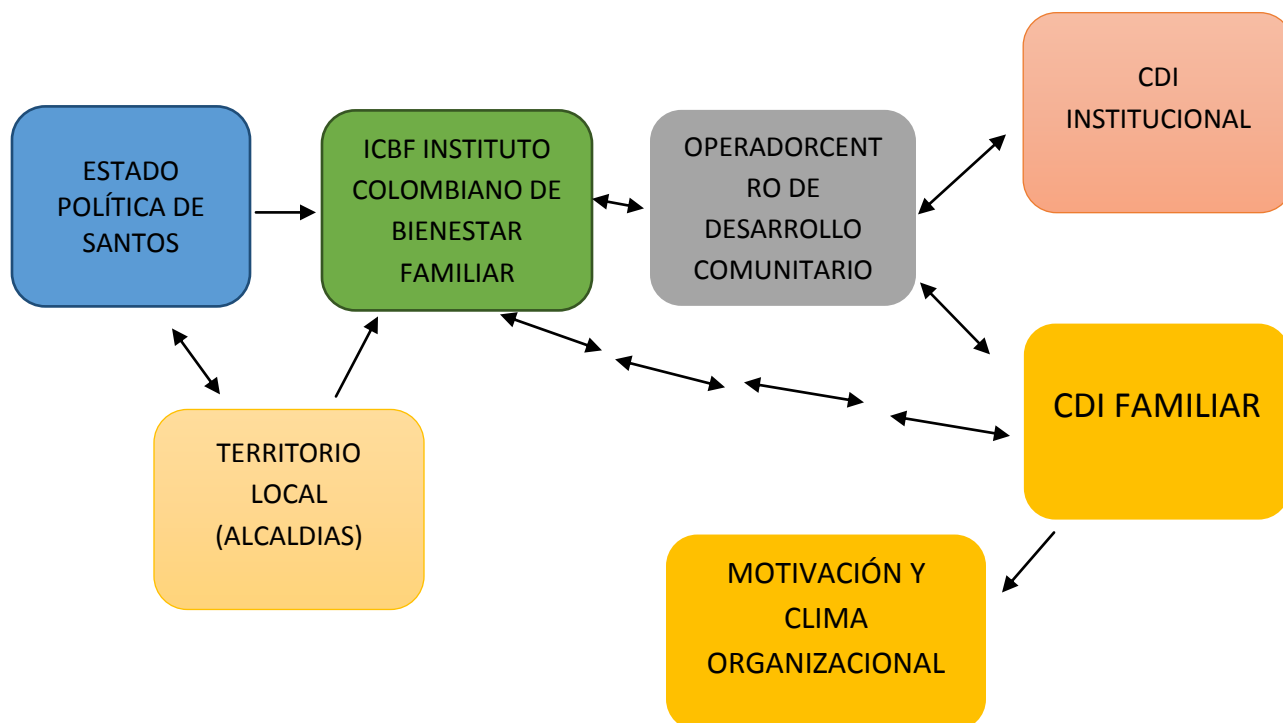 ESTADO
POLÍTICA DE
SANTOS
ICBF INSTITUTO
COLOMBIANO DE
BIENESTAR
FAMILIAR
OPERADORCENT
RO DE
DESARROLLO
COMUNITARIO
CDI
INSTITUCIONAL
TERRITORIO
LOCAL
(ALCALDIAS)
CDI FAMILIAR
MOTIVACIÓN Y
CLIMA
ORGANIZACIONAL